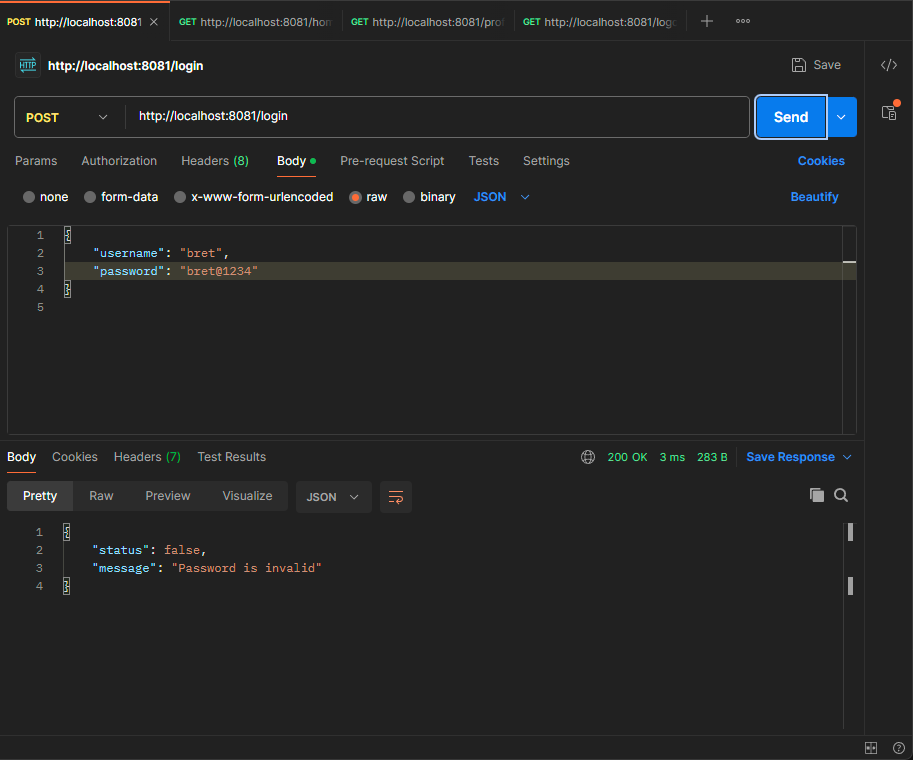 POST http://localhost:8081 GET http://localhost:8081/hom GET http://localhost:8081/prof GET http://localhost:8081/logo
HTTP http://localhost:8081/login Save
POST http://localhost:8081/login Send
Params Authorization Headers (8) Body Pre-request Script Tests Settings Cookies
none form-data x-www-form-urlencoded raw binary JSON Beautify
1 {
2 "username": "bret",
3 "password": "bret@1234"
4 }
5
Body Cookies Headers (7) Test Results 200 OK 3 ms 283 B Save Response
Pretty Raw Preview Visualize JSON
1 {
2 "status": false,
3 "message": "Password is invalid"
4 }